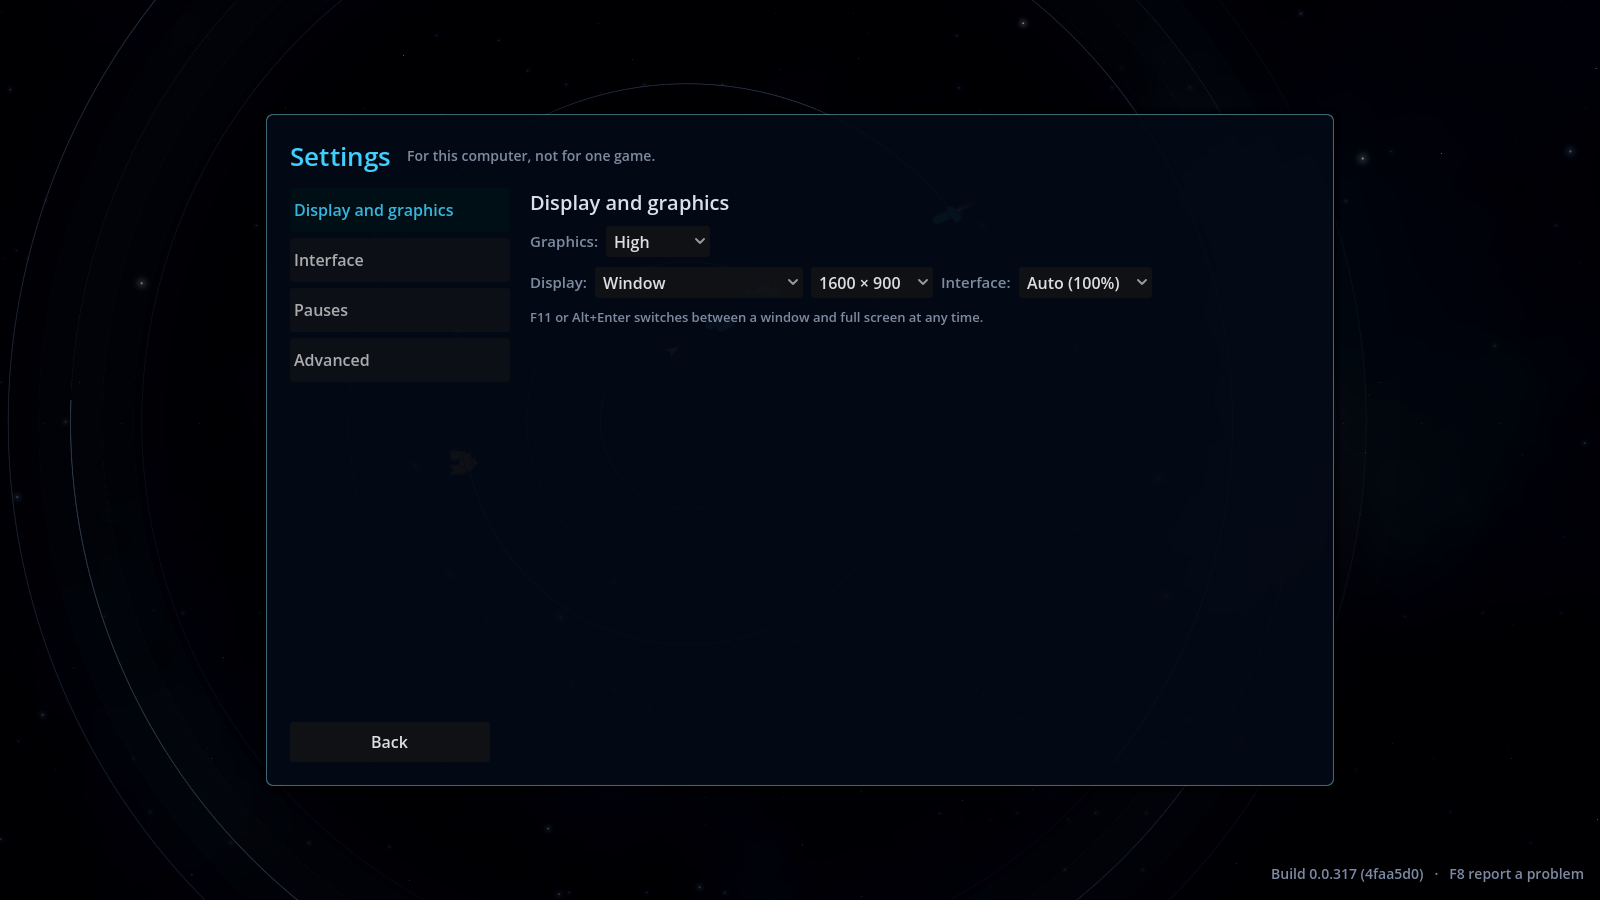 Settings For this computer, not for one game.
Display and graphics
Interface
Pauses
Advanced
Display and graphics
Graphics: High
Display: Window 1600 × 900 Interface: Auto (100%)
F11 or Alt+Enter switches between a window and full screen at any time.
Back
Build 0.0.317 (4faa5d0) · F8 report a problem